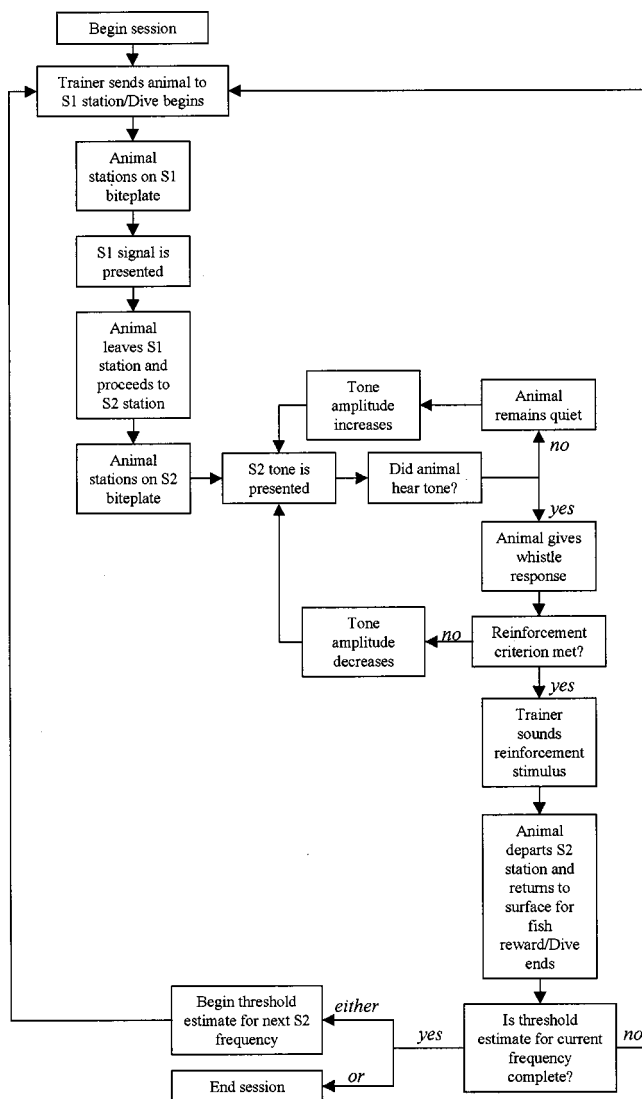 Begin session
Trainer sends animal to
S1 station/Dive begins
Animal
stations on S1
biteplate
S1 signal is
presented
Animal
leaves S1
station and
proceeds to
S2 station
Animal
stations on S2
biteplate
S2 tone is
presented
Did animal
hear tone?
no
Animal
remains quiet
Tone
amplitude
increases
yes
Animal gives
whistle
response
Reinforcement
criterion met?
no
Tone
amplitude
decreases
yes
Trainer
sounds
reinforcement
stimulus
Animal
departs S2
station and
returns to
surface for
fish
reward/Dive
ends
Is threshold
estimate for current
frequency
complete?
no
yes
either
Begin threshold
estimate for next S2
frequency
or
End session